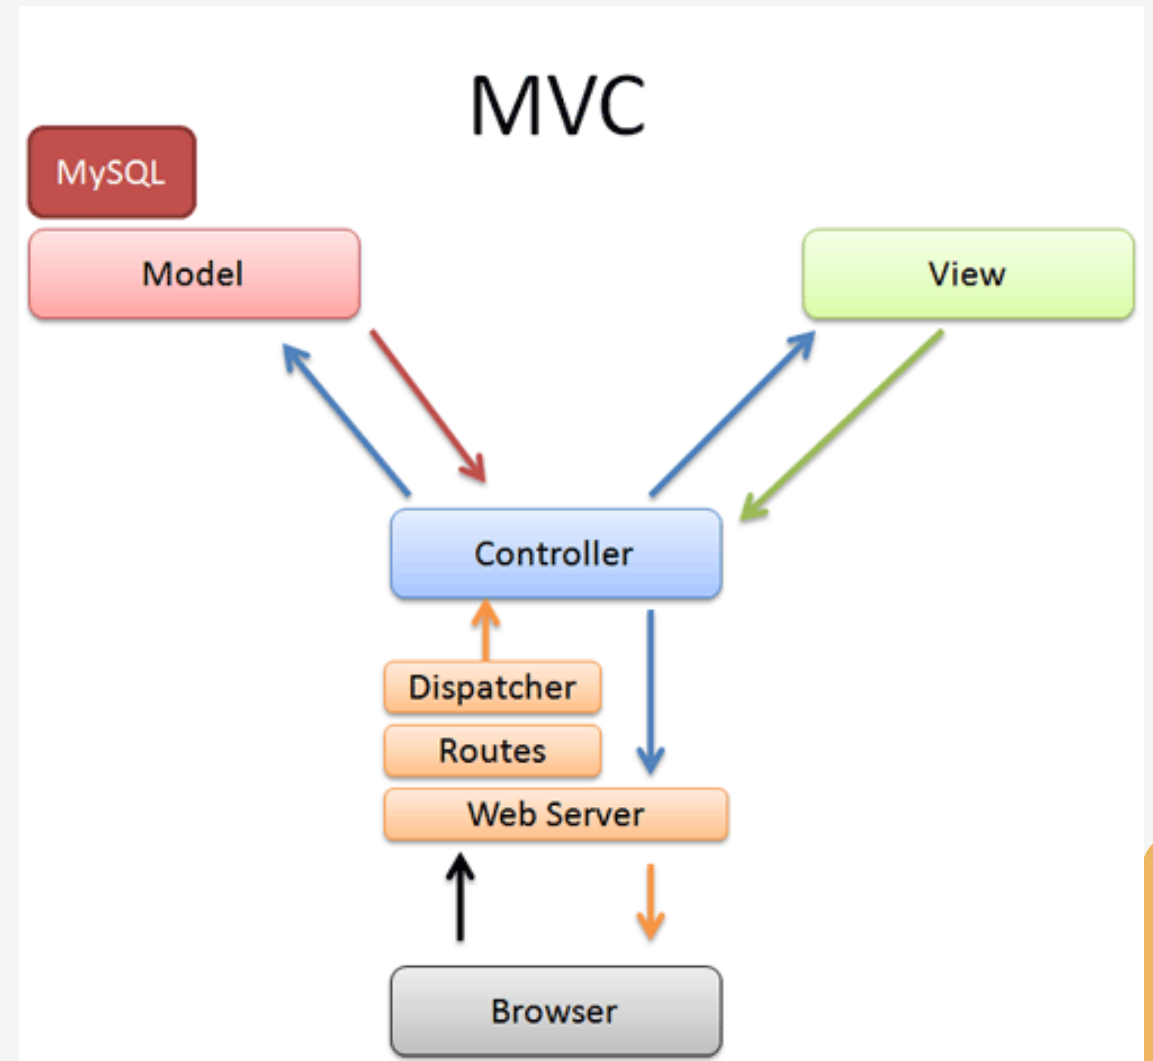 MVC
MySQL
Model
View
Controller
Dispatcher
Routes
Web Server
Browser